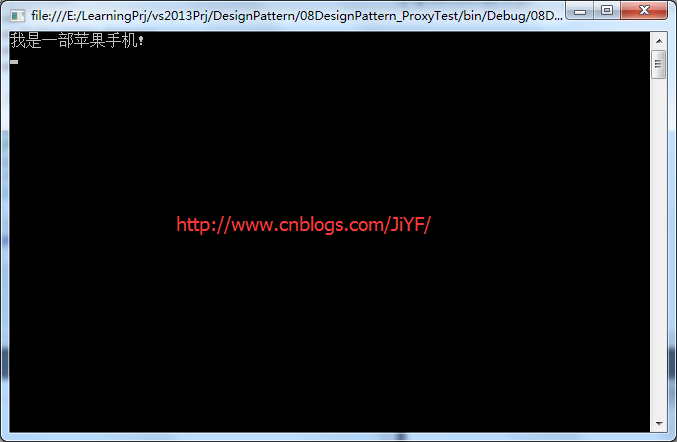 file:///E:/LearningPrj/vs2013Prj/DesignPattern/08DesignPattern_ProxyTest/bin/Debug/08D...
我是一部苹果手机!
http://www.cnblogs.com/JiYF/